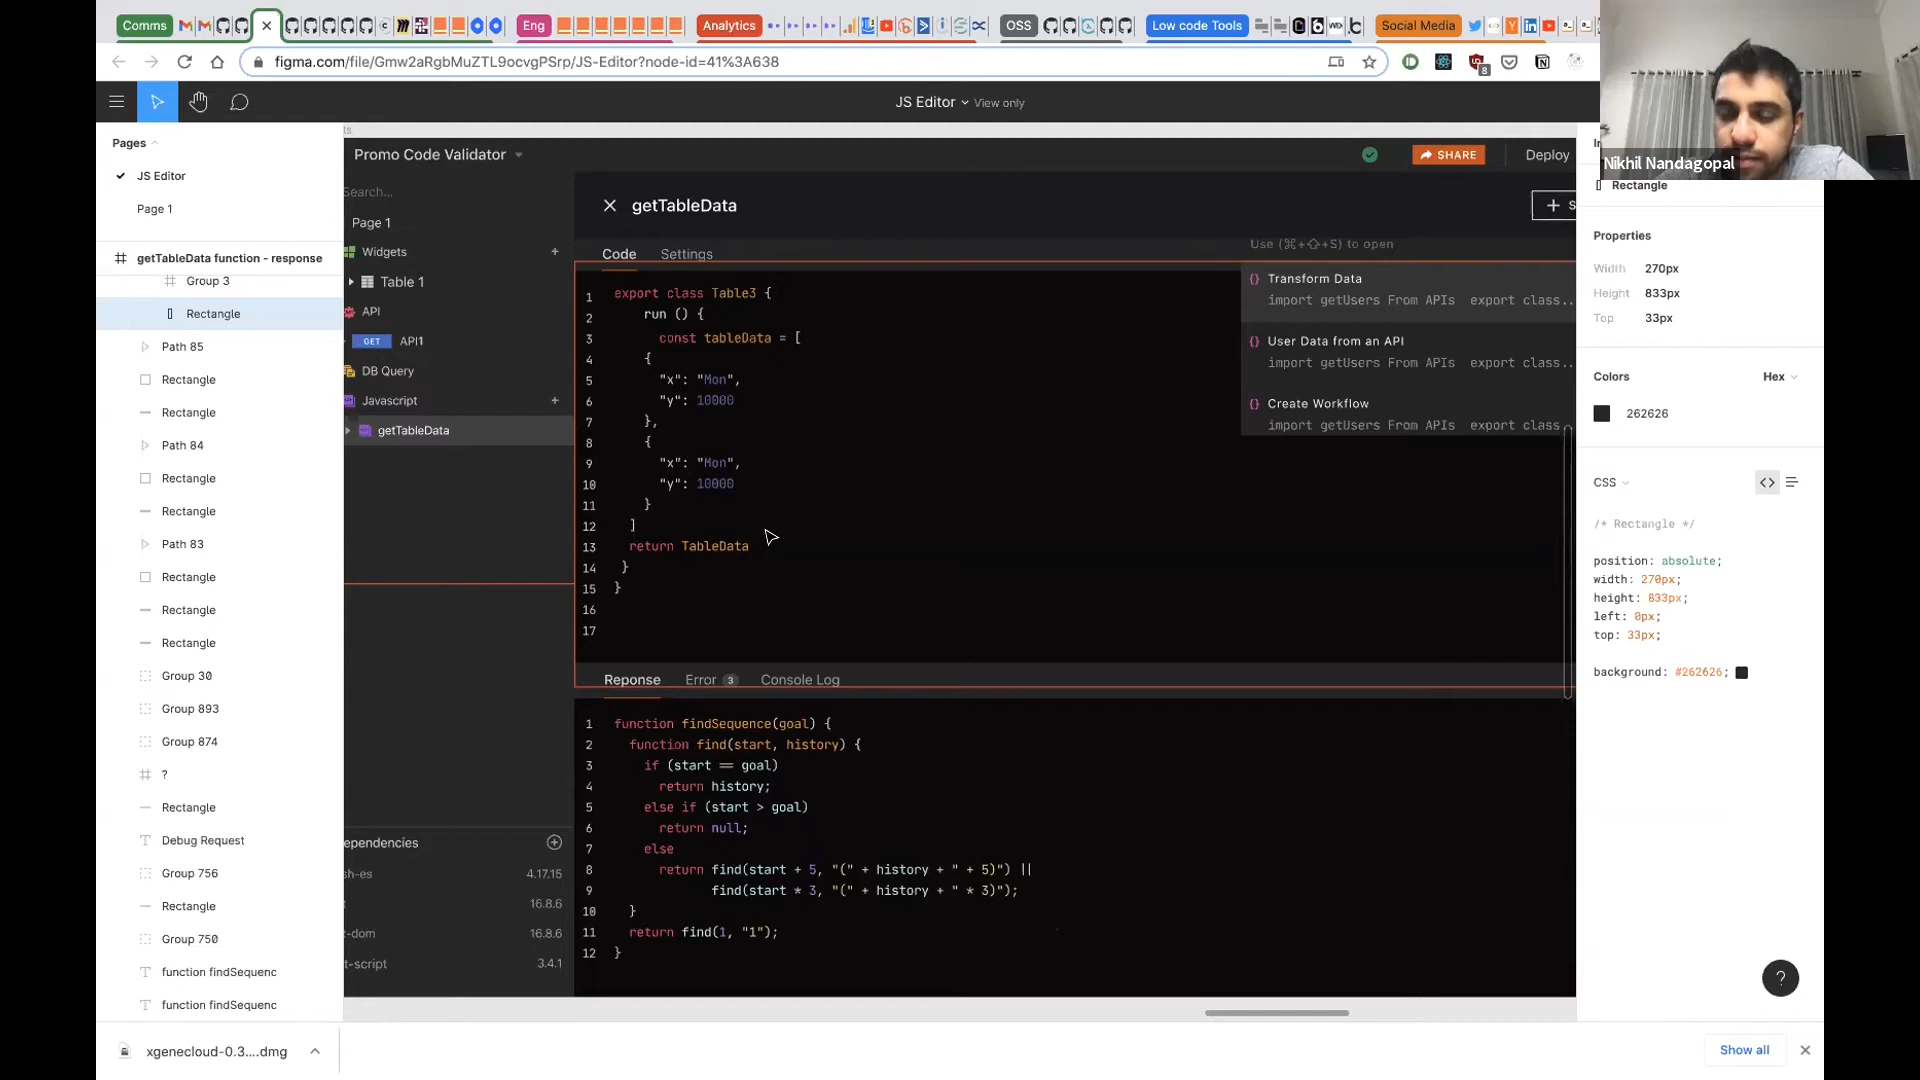 Comms
Eng
Analytics
OSS
Low code Tools
Social Media
figma.com/file/Gmw2aRgbMuZTL9ocvgPSrp/JS-Editor?node-id=41%3A638
8
JS Editor View only
Nikhil Nandagopal
Pages
JS Editor
Page 1
getTableData function - response
Group 3
Rectangle
Path 85
Rectangle
Rectangle
Path 84
Rectangle
Rectangle
Path 83
Rectangle
Rectangle
Rectangle
Group 30
Group 893
Group 874
?
Rectangle
Debug Request
Group 756
Rectangle
Group 750
function findSequenc
function findSequenc
Promo Code Validator
SHARE
Deploy
Search...
Page 1
Widgets +
Table 1
API
GET API1
DB Query
Javascript +
getTableData
ependencies
sh-es 4.17.15
t 16.8.6
t-dom 16.8.6
t-script 3.4.1
getTableData
+ S
Code Settings
Use (⌘+⇧+S) to open
{} Transform Data
import getUsers From APIs export class..
{} User Data from an API
import getUsers From APIs export class..
{} Create Workflow
import getUsers From APIs export class..
1 export class Table3 {
2 run () {
3 const tableData = [
4 {
5 "x": "Mon",
6 "y": 10000
7 },
8 {
9 "x": "Mon",
10 "y": 10000
11 }
12 ]
13 return TableData
14 }
15 }
16
17
Reponse Error 3 Console Log
1 function findSequence(goal) {
2 function find(start, history) {
3 if (start == goal)
4 return history;
5 else if (start > goal)
6 return null;
7 else
8 return find(start + 5, "(" + history + " + 5)") ||
9 find(start * 3, "(" + history + " * 3)");
10 }
11 return find(1, "1");
12 }
Rectangle
Properties
Width 270px
Height 833px
Top 33px
Colors Hex
262626
CSS
/* Rectangle */
position: absolute;
width: 270px;
height: 833px;
left: 0px;
top: 33px;
background: #262626;
?
xgenecloud-0.3....dmg
Show all